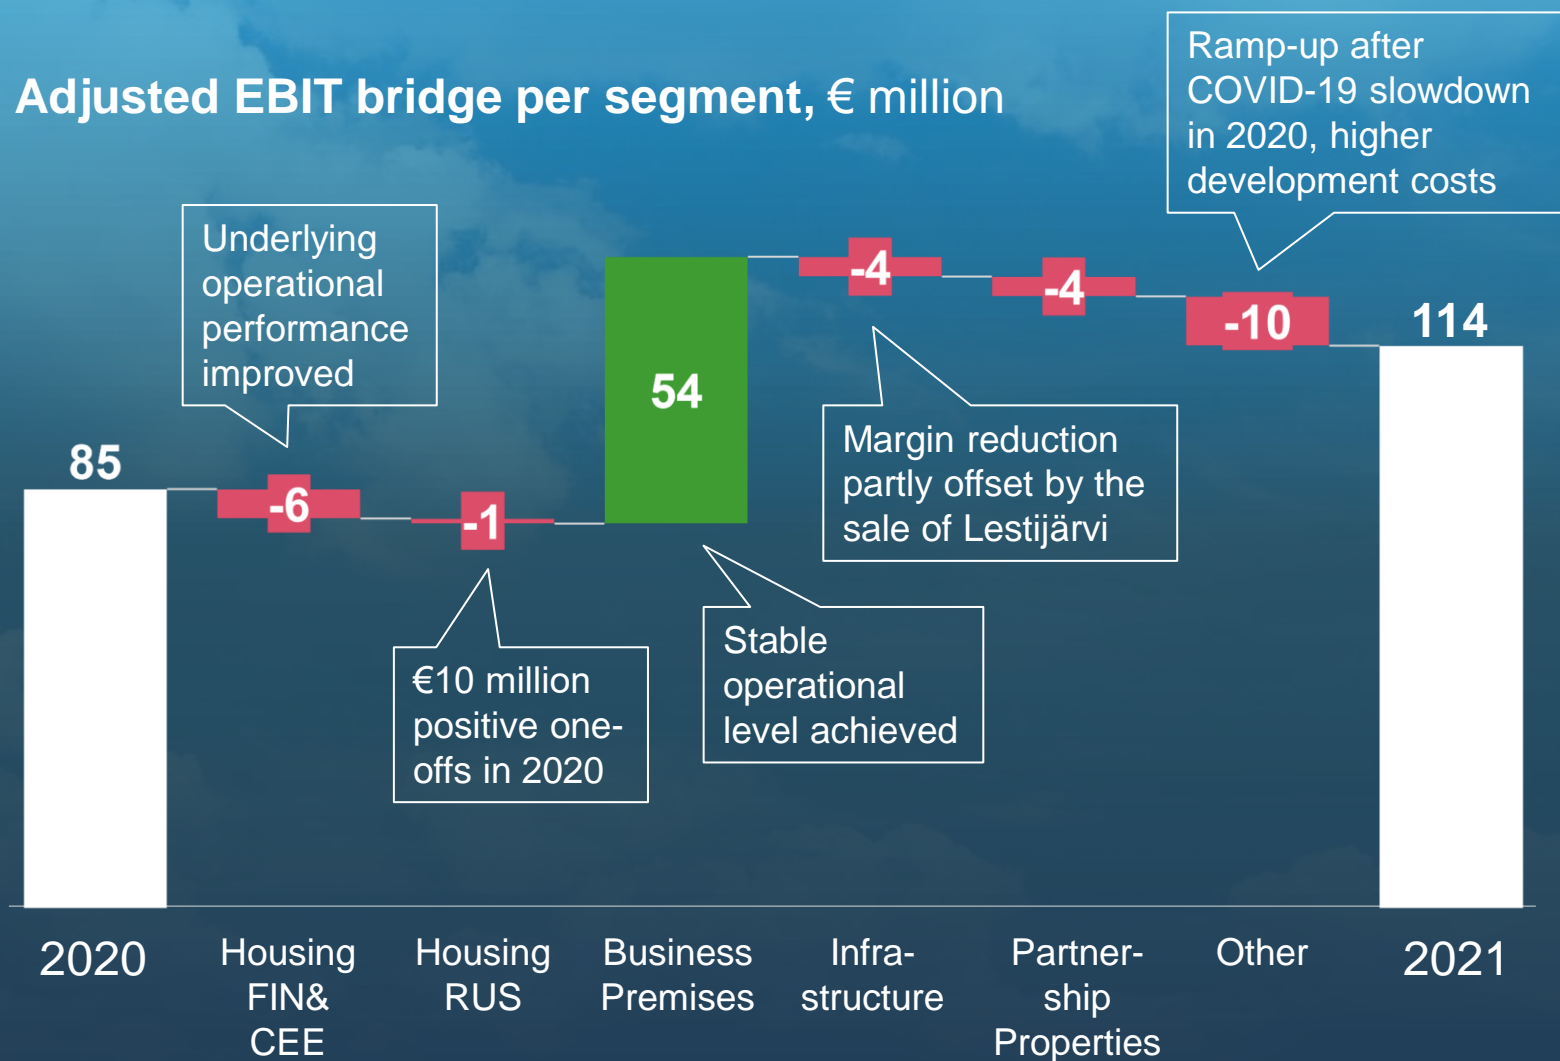 Adjusted EBIT bridge per segment, € million
Ramp-up after
COVID-19 slowdown
in 2020, higher
development costs
Underlying
operational
performance
improved
85
-6
-1
54
-4
-4
-10
114
Margin reduction
partly offset by the
sale of Lestijärvi
€10 million
positive one-
offs in 2020
Stable
operational
level achieved
2020
Housing
FIN&
CEE
Housing
RUS
Business
Premises
Infra-
structure
Partner-
ship
Properties
Other
2021